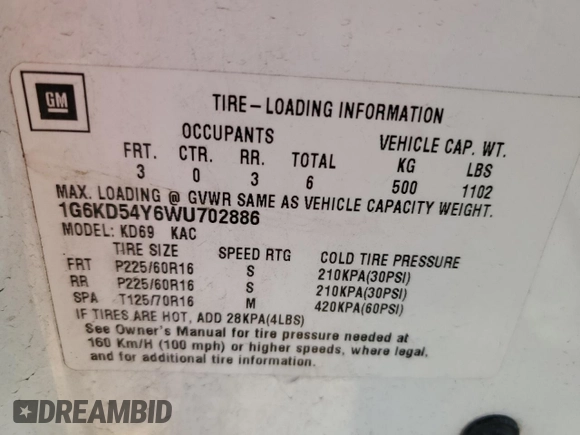 GM
TIRE-LOADING INFORMATION
OCCUPANTS VEHICLE CAP. WT.
FRT. CTR. RR. TOTAL KG LBS
3 0 3 6 500 1102
MAX. LOADING @ GVWR SAME AS VEHICLE CAPACITY WEIGHT.
1G6KD54Y6WU702886
MODEL: KD69 KAC
TIRE SIZE SPEED RTG COLD TIRE PRESSURE
FRT P225/60R16 S 210KPA(30PSI)
RR P225/60R16 S 210KPA(30PSI)
SPA T125/70R16 M 420KPA(60PSI)
IF TIRES ARE HOT, ADD 28KPA(4LBS)
See Owner's Manual for tire pressure needed at
160 Km/H (100 mph) or higher speeds, where legal,
and for additional tire information.
DREAMBID